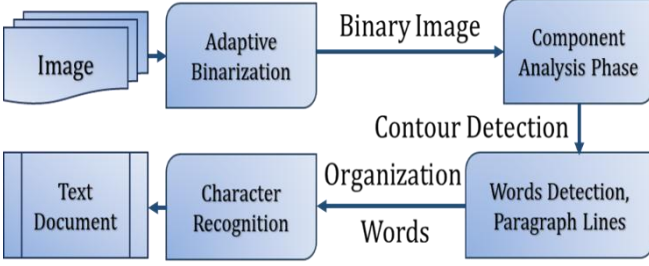 Image
Adaptive
Binarization
Binary Image
Component
Analysis Phase
Contour Detection
Words Detection,
Paragraph Lines
Organization
Words
Character
Recognition
Text
Document